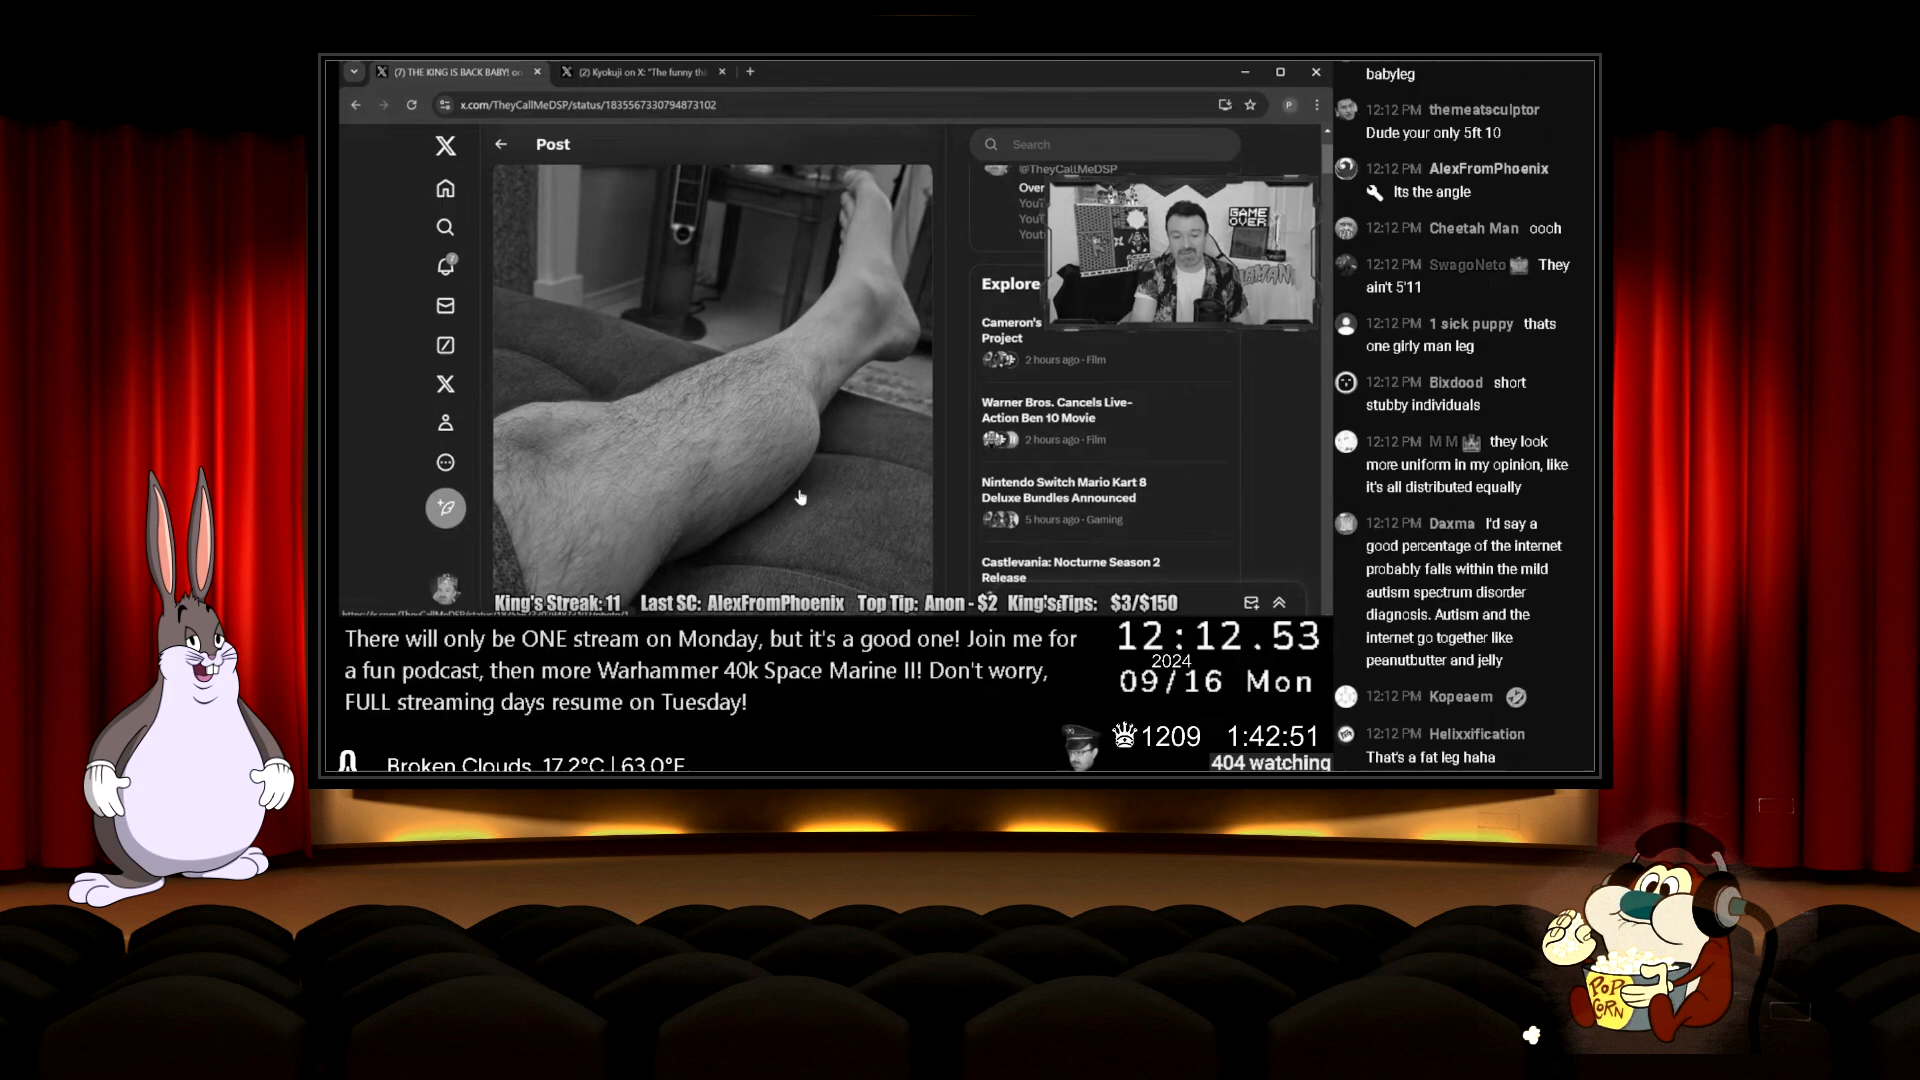 (7) THE KING IS BACK BABY! on
(2) Kyokuji on X: "The funny thi
x.com/TheyCallMeDSP/status/1835567330794873102
P
Post
Search
@TheyCallMeDSP
Over
YouT
YouT
Yout
GAME
OVER
Explore
Cameron's
Project
2 hours ago · Film
Warner Bros. Cancels Live-
Action Ben 10 Movie
2 hours ago · Film
Nintendo Switch Mario Kart 8
Deluxe Bundles Announced
5 hours ago · Gaming
Castlevania: Nocturne Season 2
Release
King's Streak: 11 Last SC: AlexFromPhoenix Top Tip: Anon - $2 King's Tips: $3/$150
There will only be ONE stream on Monday, but it's a good one! Join me for
a fun podcast, then more Warhammer 40k Space Marine II! Don't worry,
FULL streaming days resume on Tuesday!
12:12.53
2024
09/16 Mon
1209 1:42:51
404 watching
Broken Clouds 17.2°C | 63.0°F
babyleg
12:12 PM themeatsculptor
Dude your only 5ft 10
12:12 PM AlexFromPhoenix
Its the angle
12:12 PM Cheetah Man oooh
12:12 PM SwagoNeto They
ain't 5'11
12:12 PM 1 sick puppy thats
one girly man leg
12:12 PM Bixdood short
stubby individuals
12:12 PM M M they look
more uniform in my opinion, like
it's all distributed equally
12:12 PM Daxma I'd say a
good percentage of the internet
probably falls within the mild
autism spectrum disorder
diagnosis. Autism and the
internet go together like
peanutbutter and jelly
12:12 PM Kopeaem
12:12 PM Helixxification
That's a fat leg haha
POP
CORN